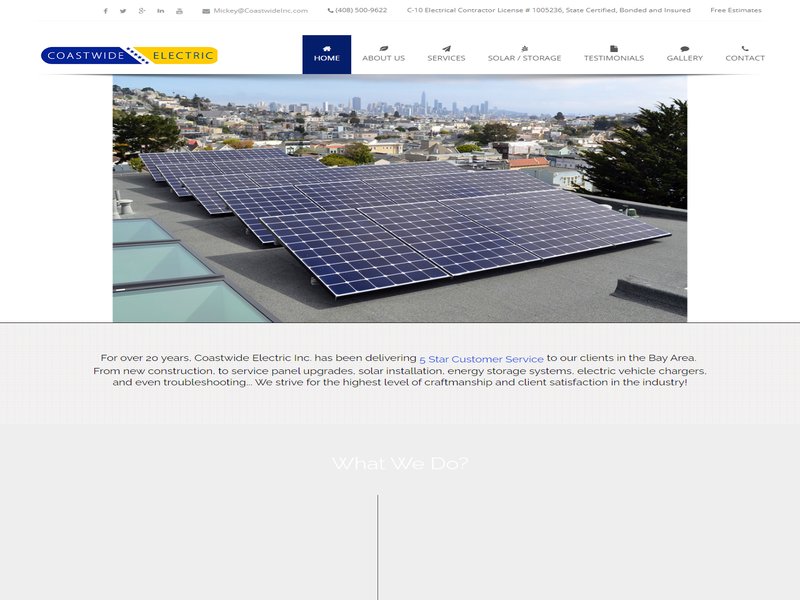 Mickey@CoastwideInc.com (408) 500-9622 C-10 Electrical Contractor License # 1005236, State Certified, Bonded and Insured Free Estimates
COASTWIDE ELECTRIC
HOME ABOUT US SERVICES SOLAR / STORAGE TESTIMONIALS GALLERY CONTACT
For over 20 years, Coastwide Electric Inc. has been delivering 5 Star Customer Service to our clients in the Bay Area.
From new construction, to service panel upgrades, solar installation, energy storage systems, electric vehicle chargers,
and even troubleshooting... We strive for the highest level of craftmanship and client satisfaction in the industry!
What We Do?